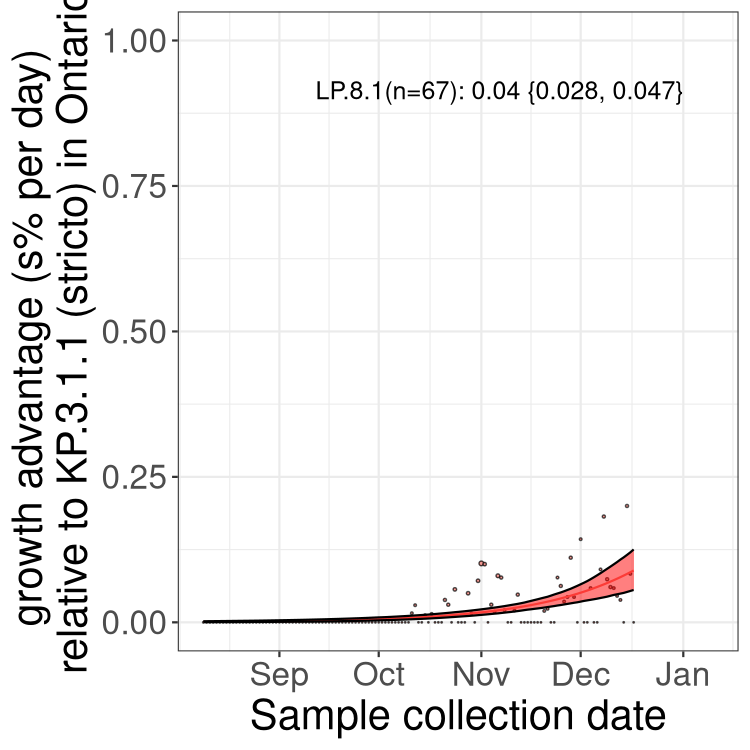 growth advantage (s% per day)
relative to KP.3.1.1 (stricto) in Ontario
1.00
0.75
0.50
0.25
0.00
LP.8.1(n=67): 0.04 {0.028, 0.047}
Sep Oct Nov Dec Jan
Sample collection date